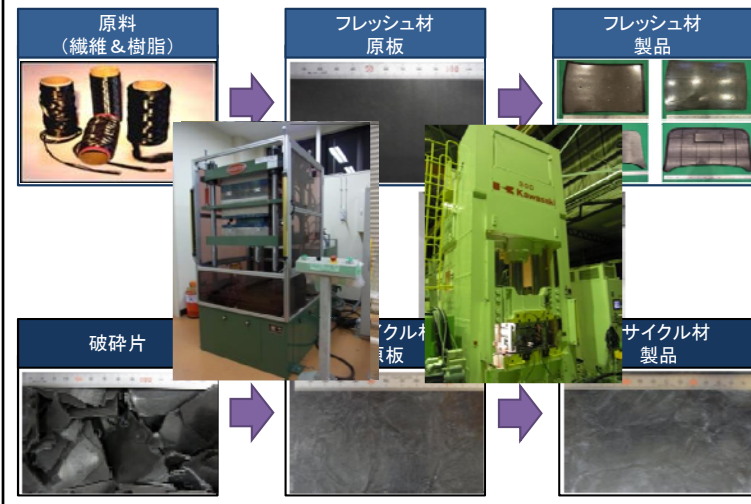 原料
(繊維&樹脂)
フレッシュ材
原板
フレッシュ材
製品
Kawasaki
破砕片
イクル材
原板
サイクル材
製品